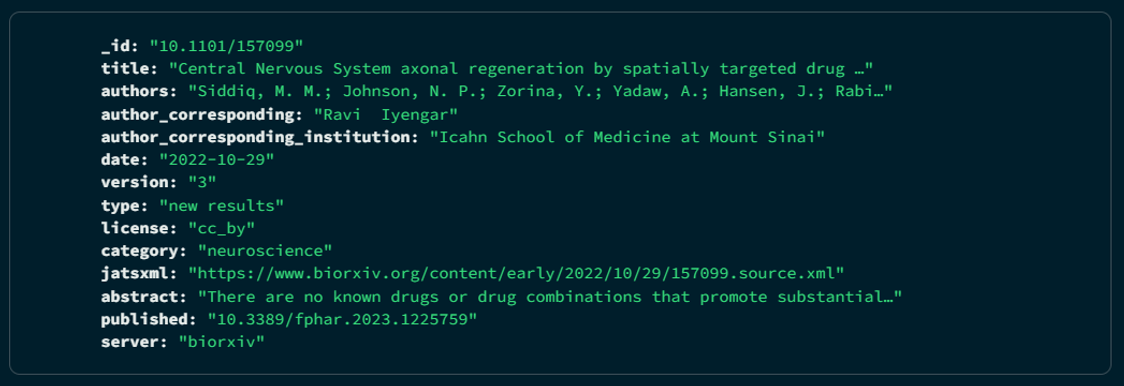 _id: "10.1101/157099"
title: "Central Nervous System axonal regeneration by spatially targeted drug …"
authors: "Siddiq, M. M.; Johnson, N. P.; Zorina, Y.; Yadaw, A.; Hansen, J.; Rabi…"
author_corresponding: "Ravi  Iyengar"
author_corresponding_institution: "Icahn School of Medicine at Mount Sinai"
date: "2022-10-29"
version: "3"
type: "new results"
license: "cc_by"
category: "neuroscience"
jatsxml: "https://www.biorxiv.org/content/early/2022/10/29/157099.source.xml"
abstract: "There are no known drugs or drug combinations that promote substantial…"
published: "10.3389/fphar.2023.1225759"
server: "biorxiv"